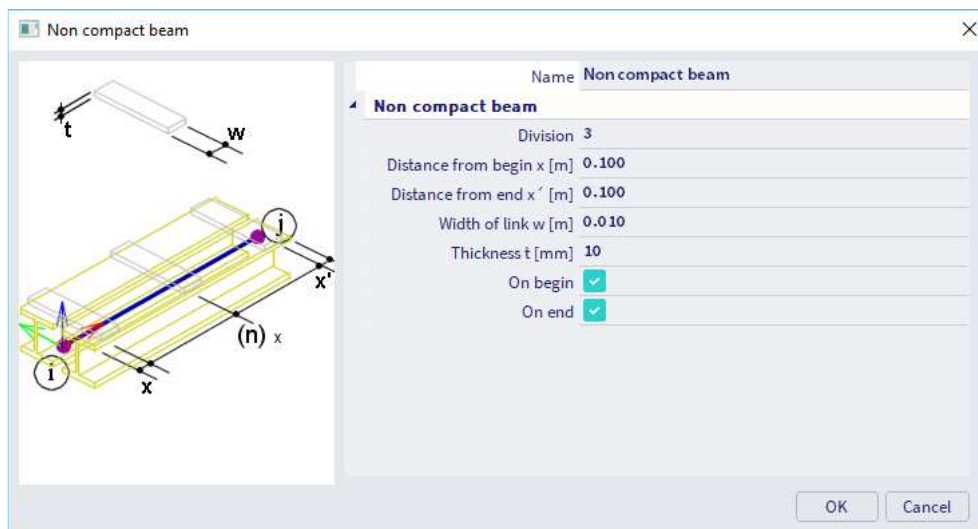 Non compact beam
t
w
j
x'
(n) x
x
i
Name Non compact beam
Non compact beam
Division 3
Distance from begin x [m] 0.100
Distance from end x´ [m] 0.100
Width of link w [m] 0.010
Thickness t [mm] 10
On begin
On end
OK Cancel